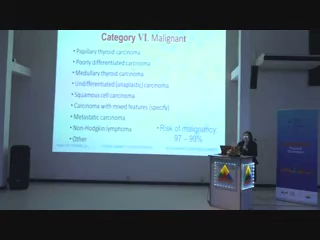 Category VI. Malignant
• Papillary thyroid carcinoma
• Poorly differentiated carcinoma
• Medullary thyroid carcinoma
• Undifferentiated (anaplastic) carcinoma
• Squamous cell carcinoma
• Carcinoma with mixed features (specify)
• Metastatic carcinoma
• Non-Hodgkin lymphoma
• Other
• Risk of malignancy:
97 – 99%